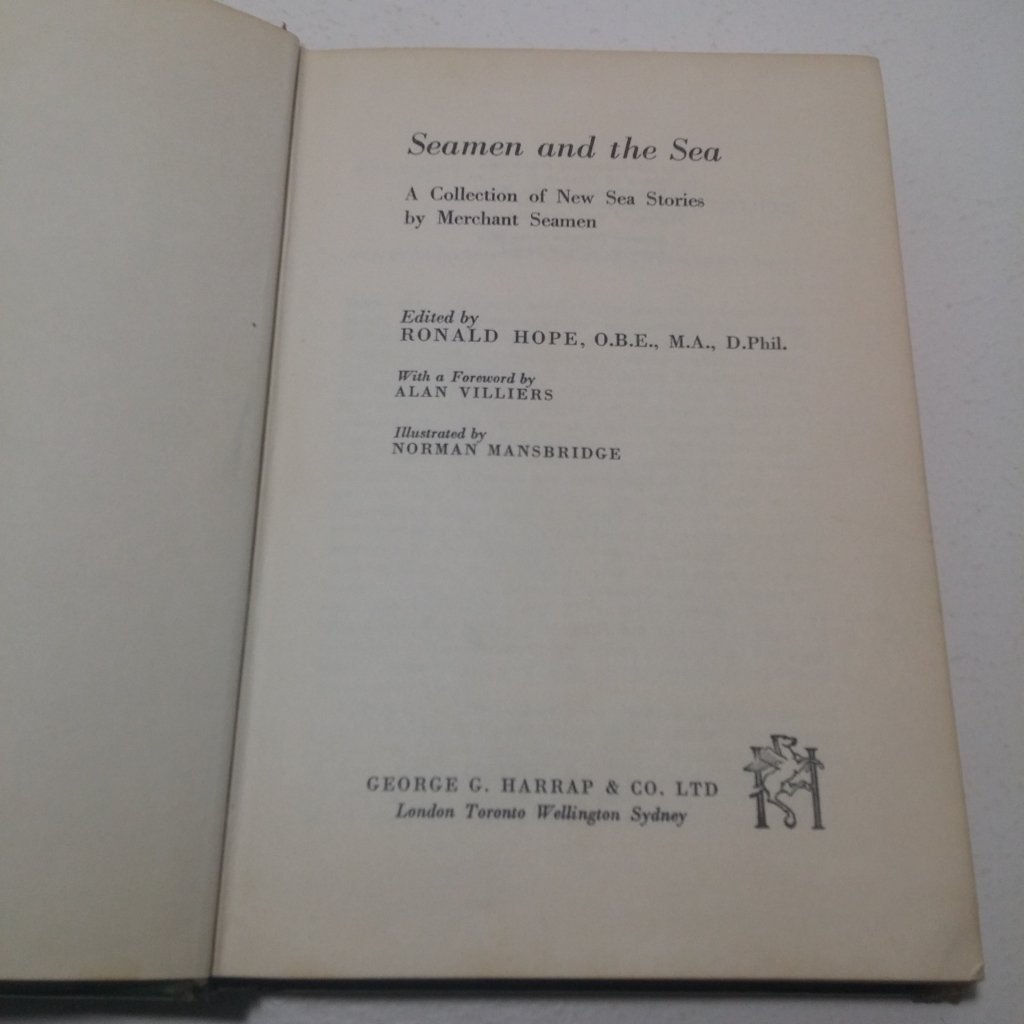 Seamen and the Sea
A Collection of New Sea Stories
by Merchant Seamen
Edited by
RONALD HOPE, O.B.E., M.A., D.Phil.
With a Foreword by
ALAN VILLIERS
Illustrated by
NORMAN MANSBRIDGE
GEORGE G. HARRAP & CO. LTD
London Toronto Wellington Sydney